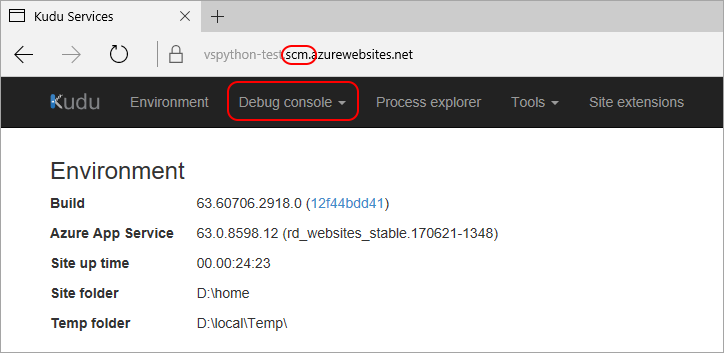 Kudu Services
vspython-test.scm.azurewebsites.net
Kudu Environment Debug console Process explorer Tools Site extensions
Environment
Build 63.60706.2918.0 (12f44bdd41)
Azure App Service 63.0.8598.12 (rd_websites_stable.170621-1348)
Site up time 00.00:24:23
Site folder D:\home
Temp folder D:\local\Temp\